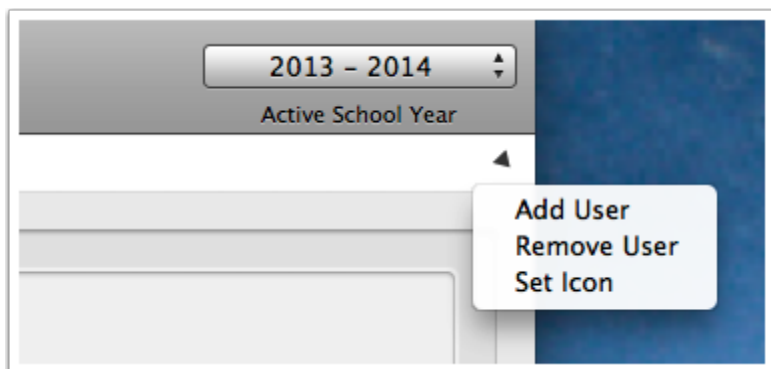 2013 – 2014
Active School Year
Add User
Remove User
Set Icon